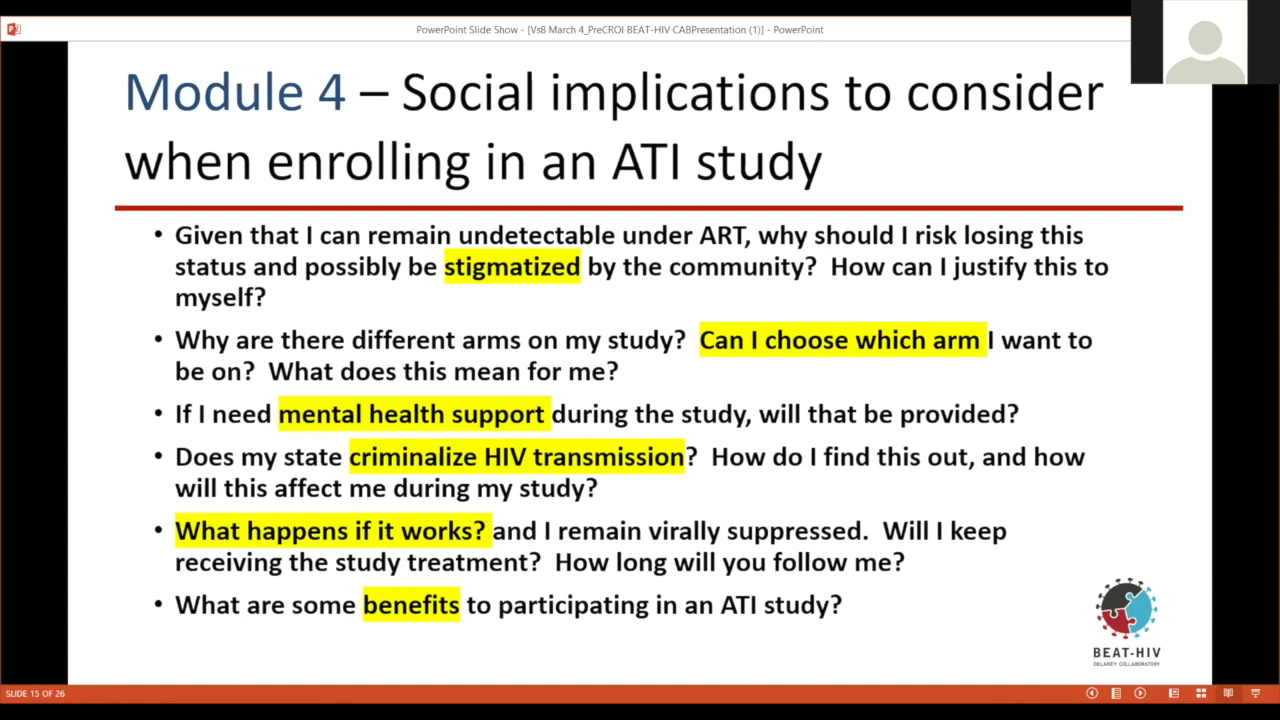 PowerPoint Slide Show - [Vs8 March 4_PreCROI BEAT-HIV CABPresentation (1)] - PowerPoint
Module 4 – Social implications to consider
when enrolling in an ATI study
• Given that I can remain undetectable under ART, why should I risk losing this
status and possibly be stigmatized by the community? How can I justify this to
myself?
• Why are there different arms on my study? Can I choose which arm I want to
be on? What does this mean for me?
• If I need mental health support during the study, will that be provided?
• Does my state criminalize HIV transmission? How do I find this out, and how
will this affect me during my study?
• What happens if it works? and I remain virally suppressed. Will I keep
receiving the study treatment? How long will you follow me?
• What are some benefits to participating in an ATI study?
BEAT-HIV
DELANEY COLLABORATORY
SLIDE 15 OF 26